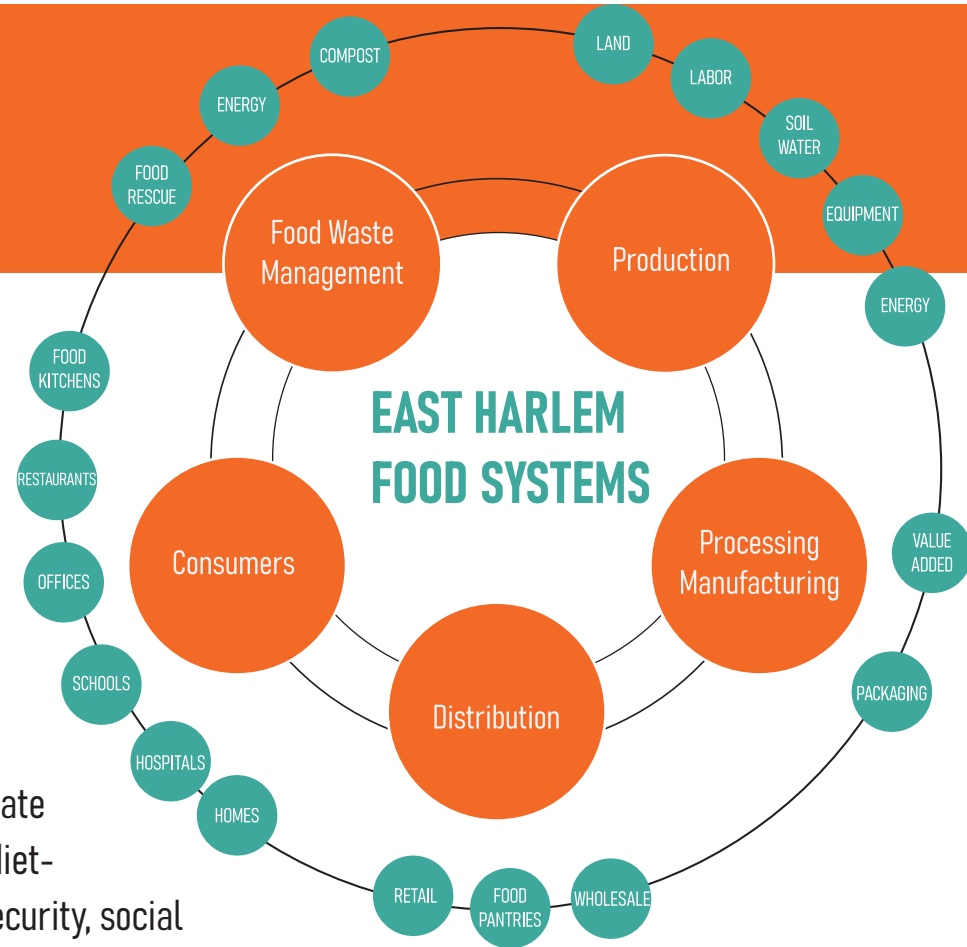 COMPOST
LAND
LABOR
ENERGY
SOIL
WATER
FOOD
RESCUE
EQUIPMENT
Food Waste
Management
Production
ENERGY
FOOD
KITCHENS
EAST HARLEM
FOOD SYSTEMS
RESTAURANTS
Consumers
Processing
Manufacturing
VALUE
ADDED
OFFICES
SCHOOLS
PACKAGING
Distribution
HOSPITALS
HOMES
RETAIL
FOOD
PANTRIES
WHOLESALE
ate
diet-
ecurity, social